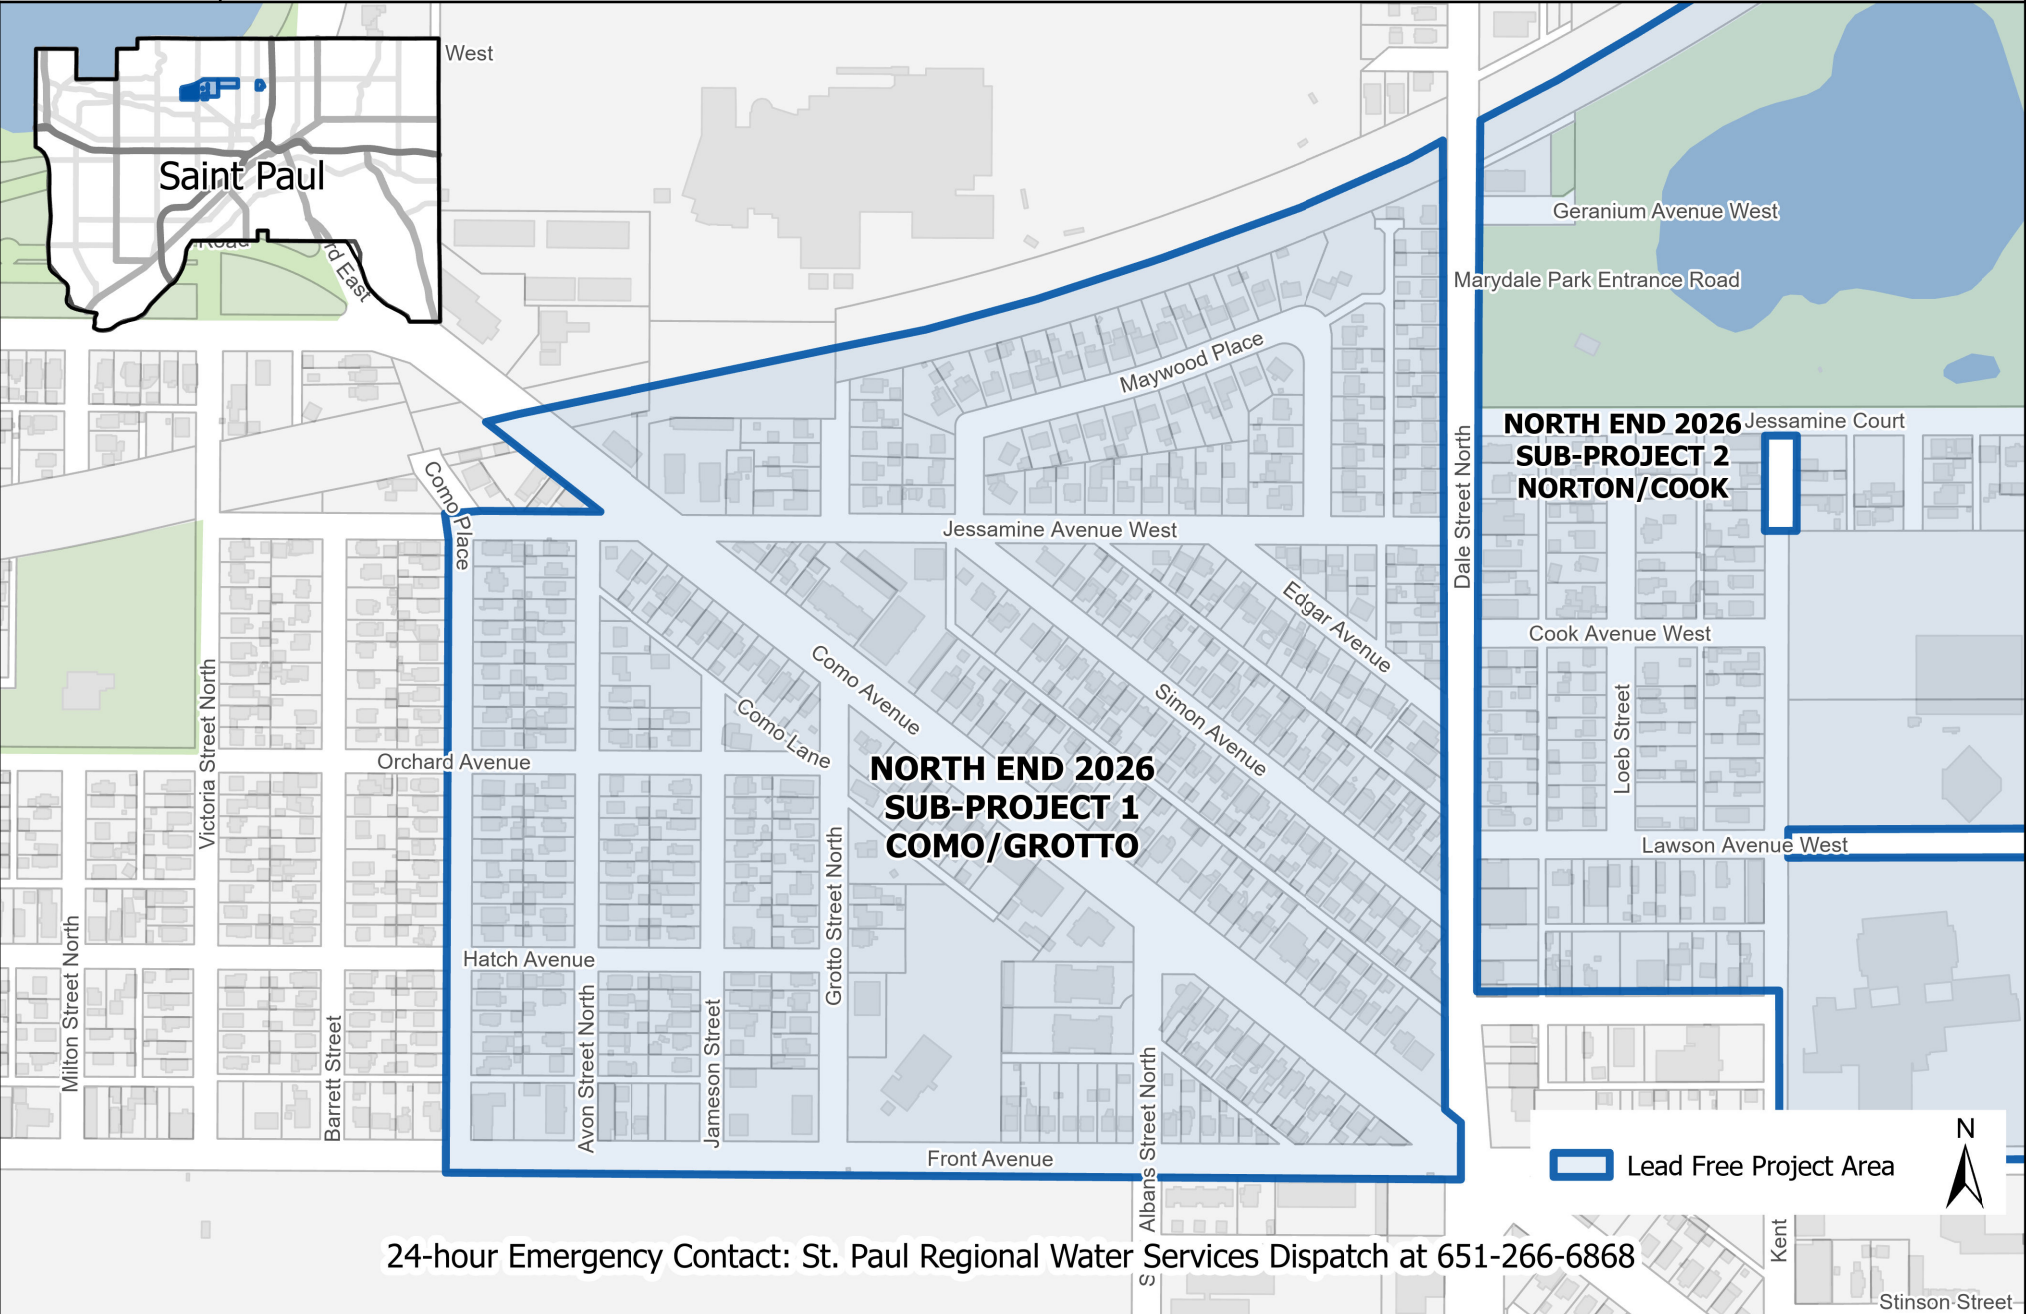 West
Saint Paul
Road
rd East
Geranium Avenue West
Marydale Park Entrance Road
Maywood Place
NORTH END 2026
SUB-PROJECT 2
NORTON/COOK
Jessamine Court
Como Place
Jessamine Avenue West
Dale Street North
Edgar Avenue
Cook Avenue West
Como Avenue
Simon Avenue
Como Lane
Loeb Street
Victoria Street North
Orchard Avenue
NORTH END 2026
SUB-PROJECT 1
COMO/GROTTO
Lawson Avenue West
Grotto Street North
Hatch Avenue
Milton Street North
Barrett Street
Avon Street North
Jameson Street
Albans Street North
Front Avenue
N
Lead Free Project Area
Kent
24-hour Emergency Contact: St. Paul Regional Water Services Dispatch at 651-266-6868
Stinson Street